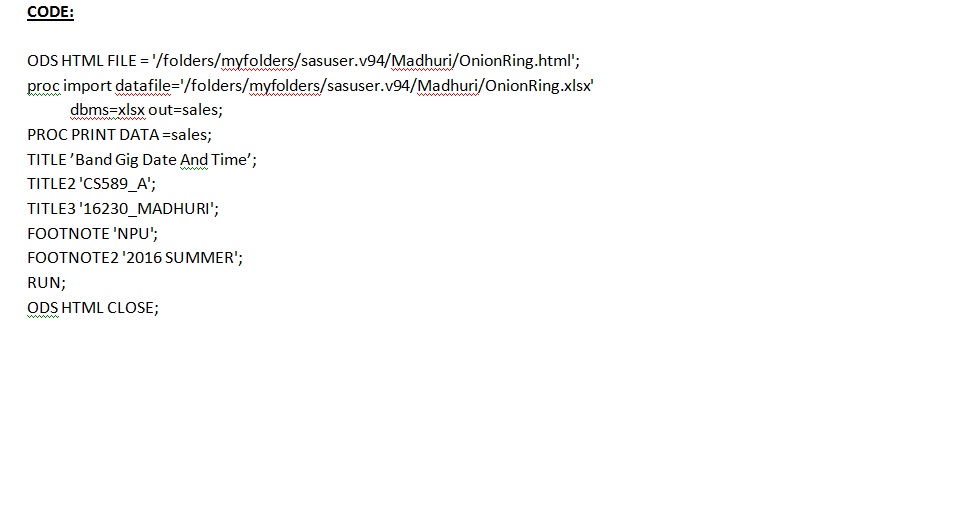 CODE:
ODS HTML FILE = '/folders/myfolders/sasuser.v94/Madhuri/OnionRing.html';
proc import datafile='/folders/myfolders/sasuser.v94/Madhuri/OnionRing.xlsx'
dbms=xlsx out=sales;
PROC PRINT DATA =sales;
TITLE ’Band Gig Date And Time’;
TITLE2 'CS589_A';
TITLE3 '16230_MADHURI';
FOOTNOTE 'NPU';
FOOTNOTE2 '2016 SUMMER';
RUN;
ODS HTML CLOSE;